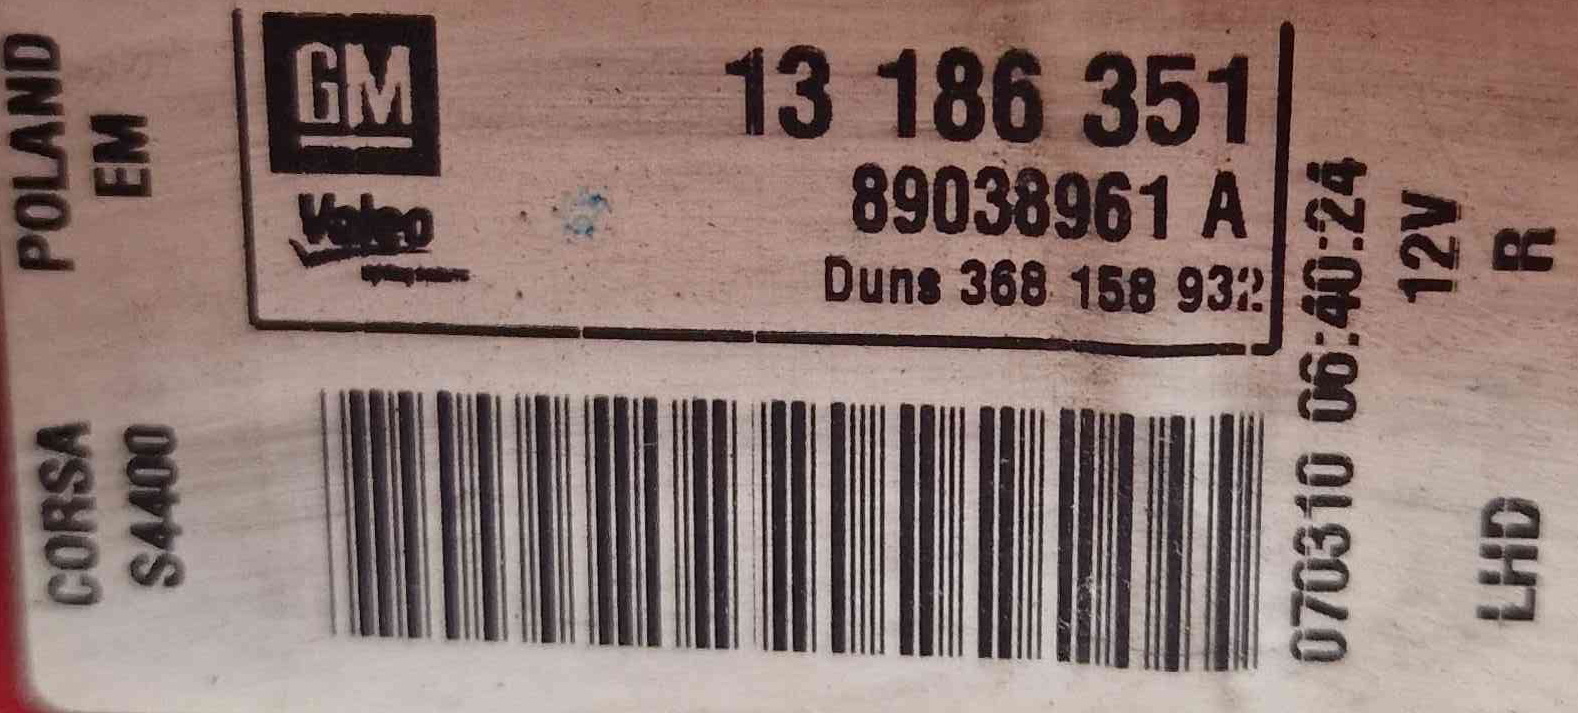 POLAND
EM
CORSA
S4400
GM
Valeo
13 186 351
89038961 A
Duns 368 158 932
070310 06:40:24
12V
R
LHD